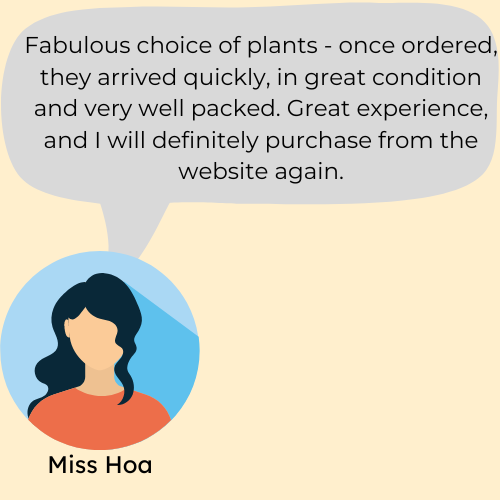 Fabulous choice of plants - once ordered,
they arrived quickly, in great condition
and very well packed. Great experience,
and I will definitely purchase from the
website again.
Miss Hoa